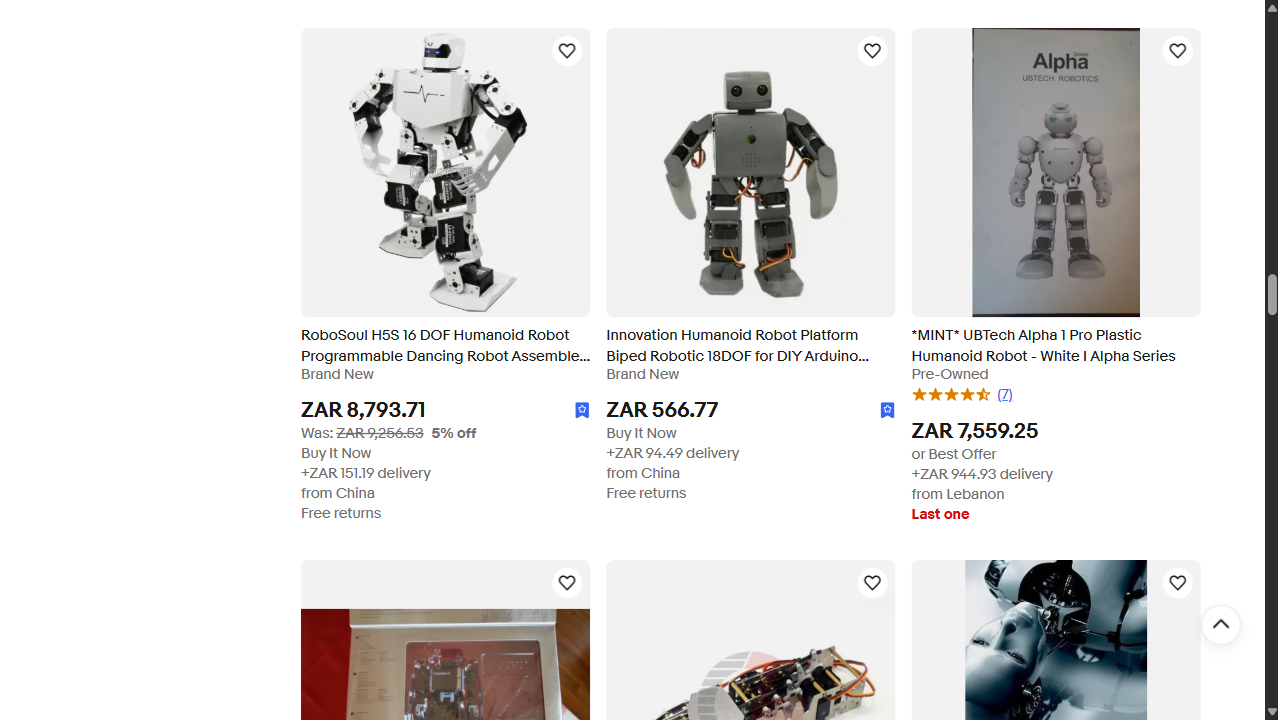 Series
Alpha
UBTECH ROBOTICS
RoboSoul H5S 16 DOF Humanoid Robot
Programmable Dancing Robot Assemble...
Brand New
ZAR 8,793.71
Was: ZAR 9,256.53 5% off
Buy It Now
+ZAR 151.19 delivery
from China
Free returns
Innovation Humanoid Robot Platform
Biped Robotic 18DOF for DIY Arduino...
Brand New
ZAR 566.77
Buy It Now
+ZAR 94.49 delivery
from China
Free returns
*MINT* UBTech Alpha 1 Pro Plastic
Humanoid Robot - White I Alpha Series
Pre-Owned
(7)
ZAR 7,559.25
or Best Offer
+ZAR 944.93 delivery
from Lebanon
Last one